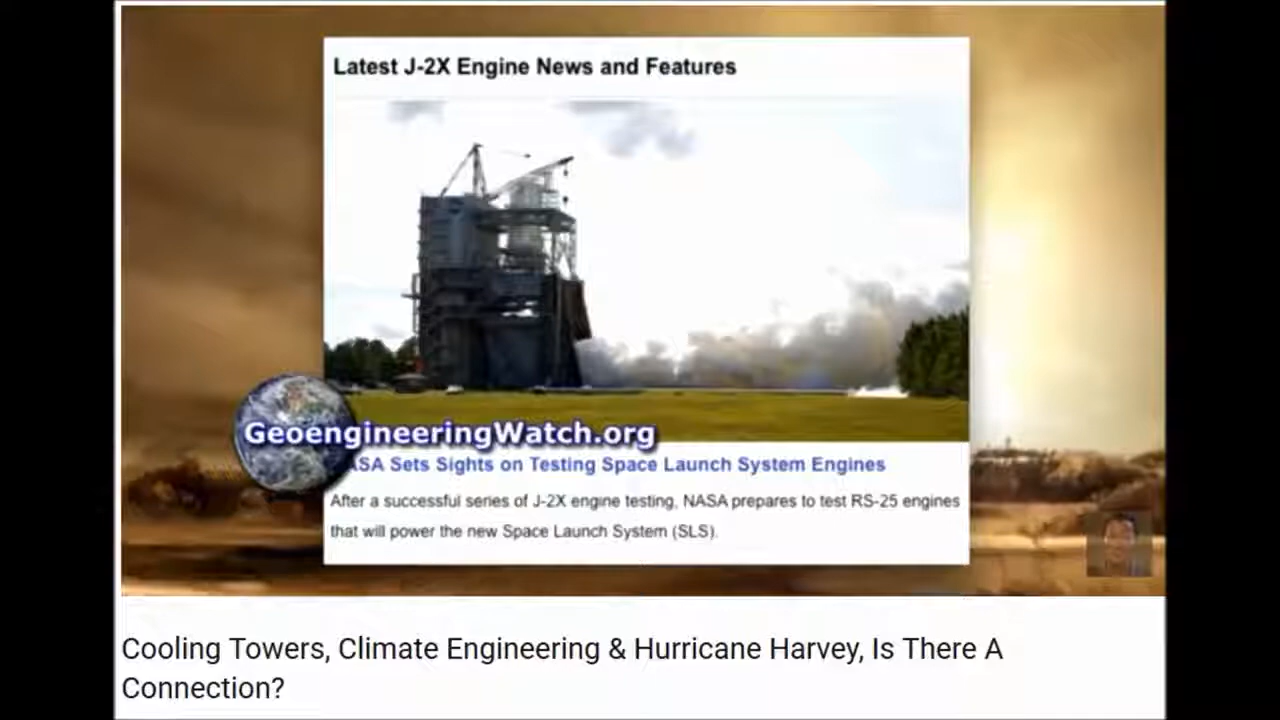 Latest J-2X Engine News and Features
GeoengineeringWatch.org
ASA Sets Sights on Testing Space Launch System Engines
After a successful series of J-2X engine testing, NASA prepares to test RS-25 engines
that will power the new Space Launch System (SLS).
Cooling Towers, Climate Engineering & Hurricane Harvey, Is There A
Connection?